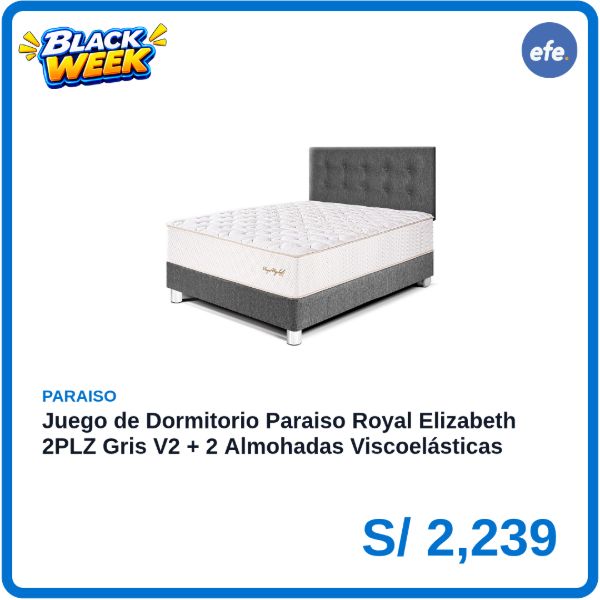 BLACK
WEEK
efe.
PARAISO
Juego de Dormitorio Paraiso Royal Elizabeth
2PLZ Gris V2 + 2 Almohadas Viscoelásticas
S/ 2,239